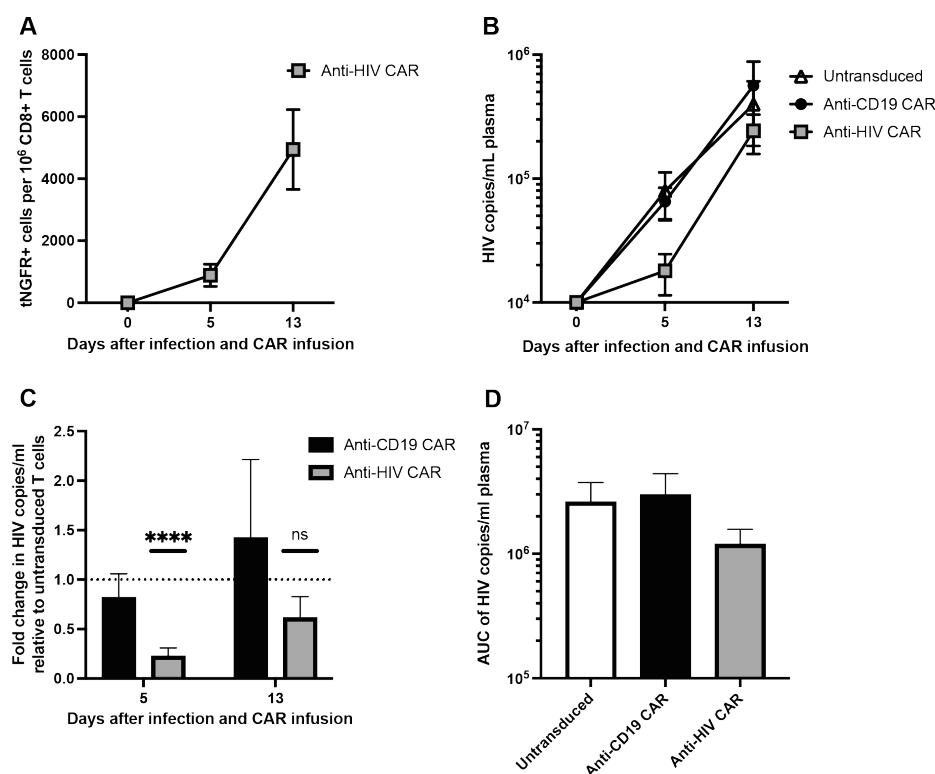 A
tNGFR+ cells per 10⁶ CD8+ T cells
8000
6000
4000
2000
0
0 5 13
Days after infection and CAR infusion
Anti-HIV CAR
B
HIV copies/mL plasma
10⁶
10⁵
10⁴
0 5 13
Days after infection and CAR infusion
Untransduced
Anti-CD19 CAR
Anti-HIV CAR
C
Fold change in HIV copies/ml
relative to untransduced T cells
2.5
2.0
1.5
1.0
0.5
0.0
****
ns
5 13
Days after infection and CAR infusion
Anti-CD19 CAR
Anti-HIV CAR
D
AUC of HIV copies/ml plasma
10⁷
10⁶
10⁵
Untransduced
Anti-CD19 CAR
Anti-HIV CAR